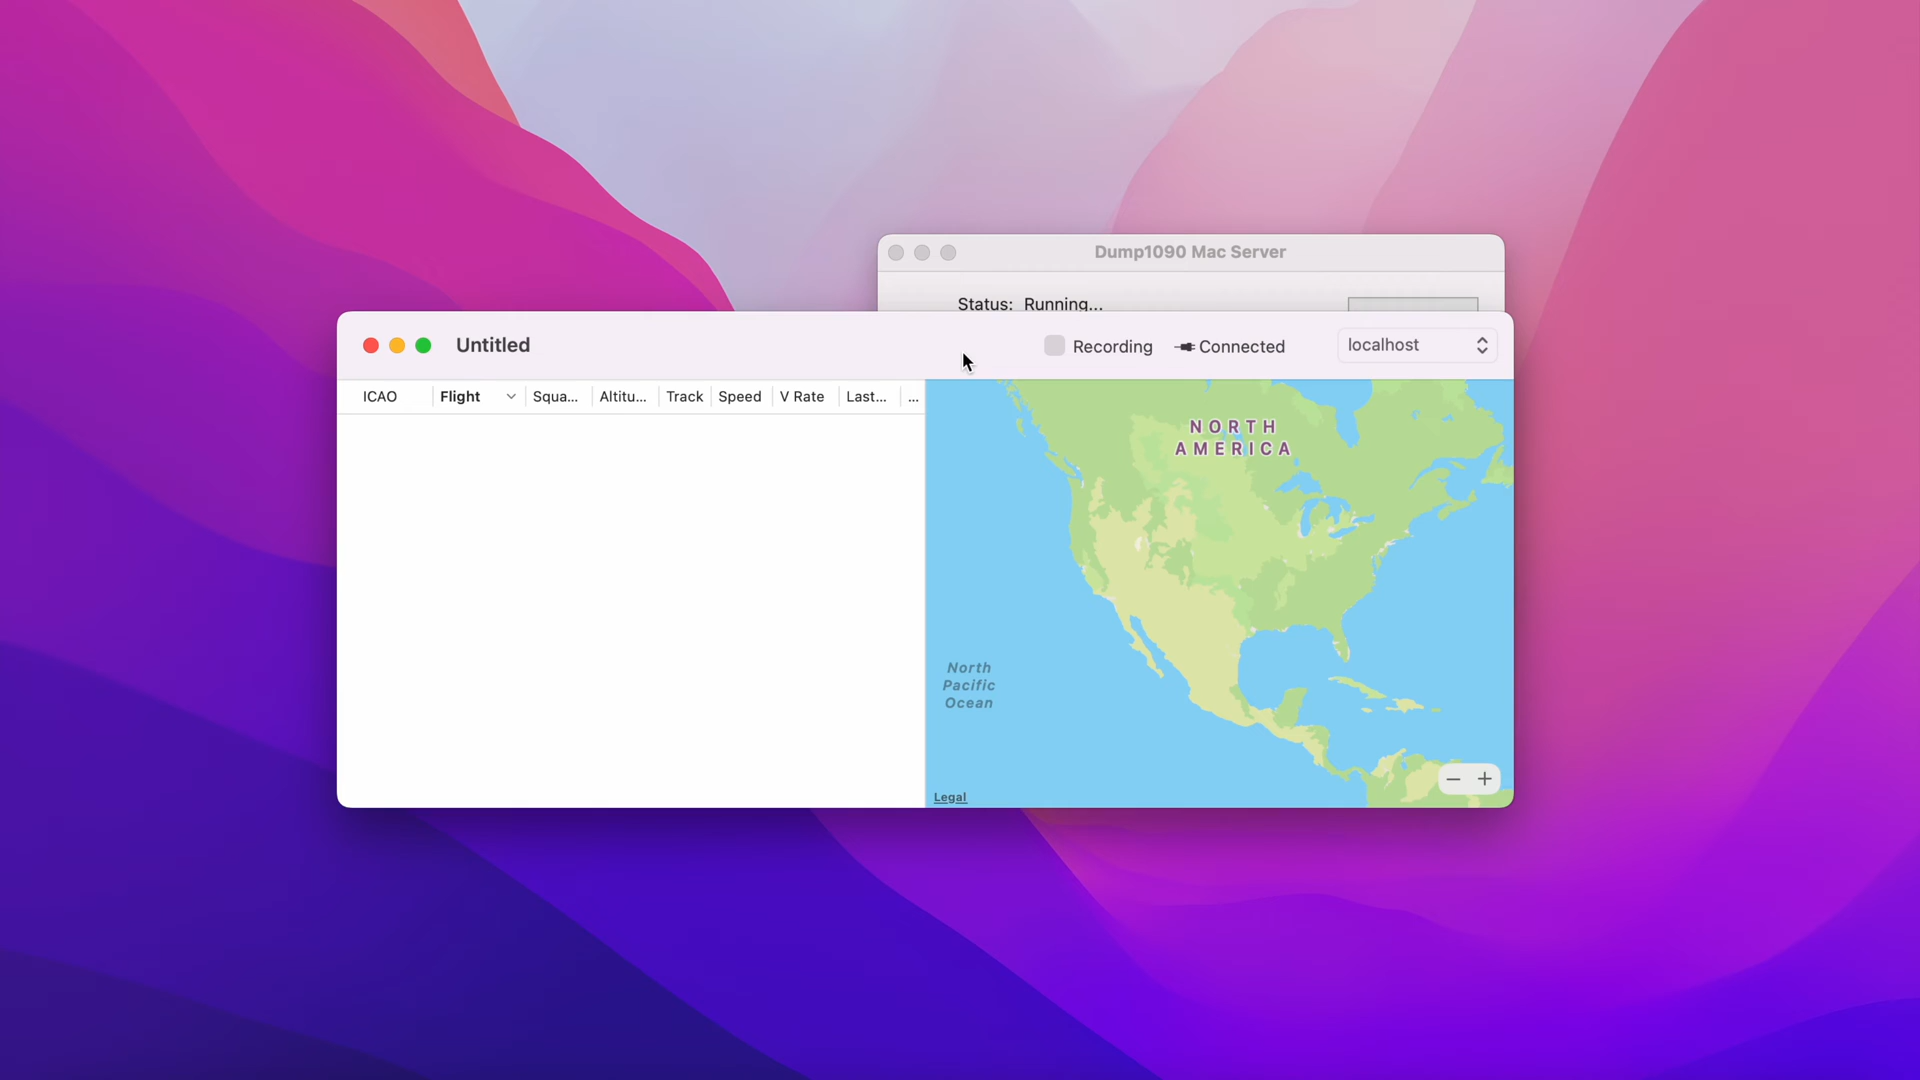 Dump1090 Mac Server
Status: Running...
Untitled
Recording
Connected
localhost
ICAO Flight Squa... Altitu... Track Speed V Rate Last... ...
NORTH
AMERICA
North
Pacific
Ocean
Legal